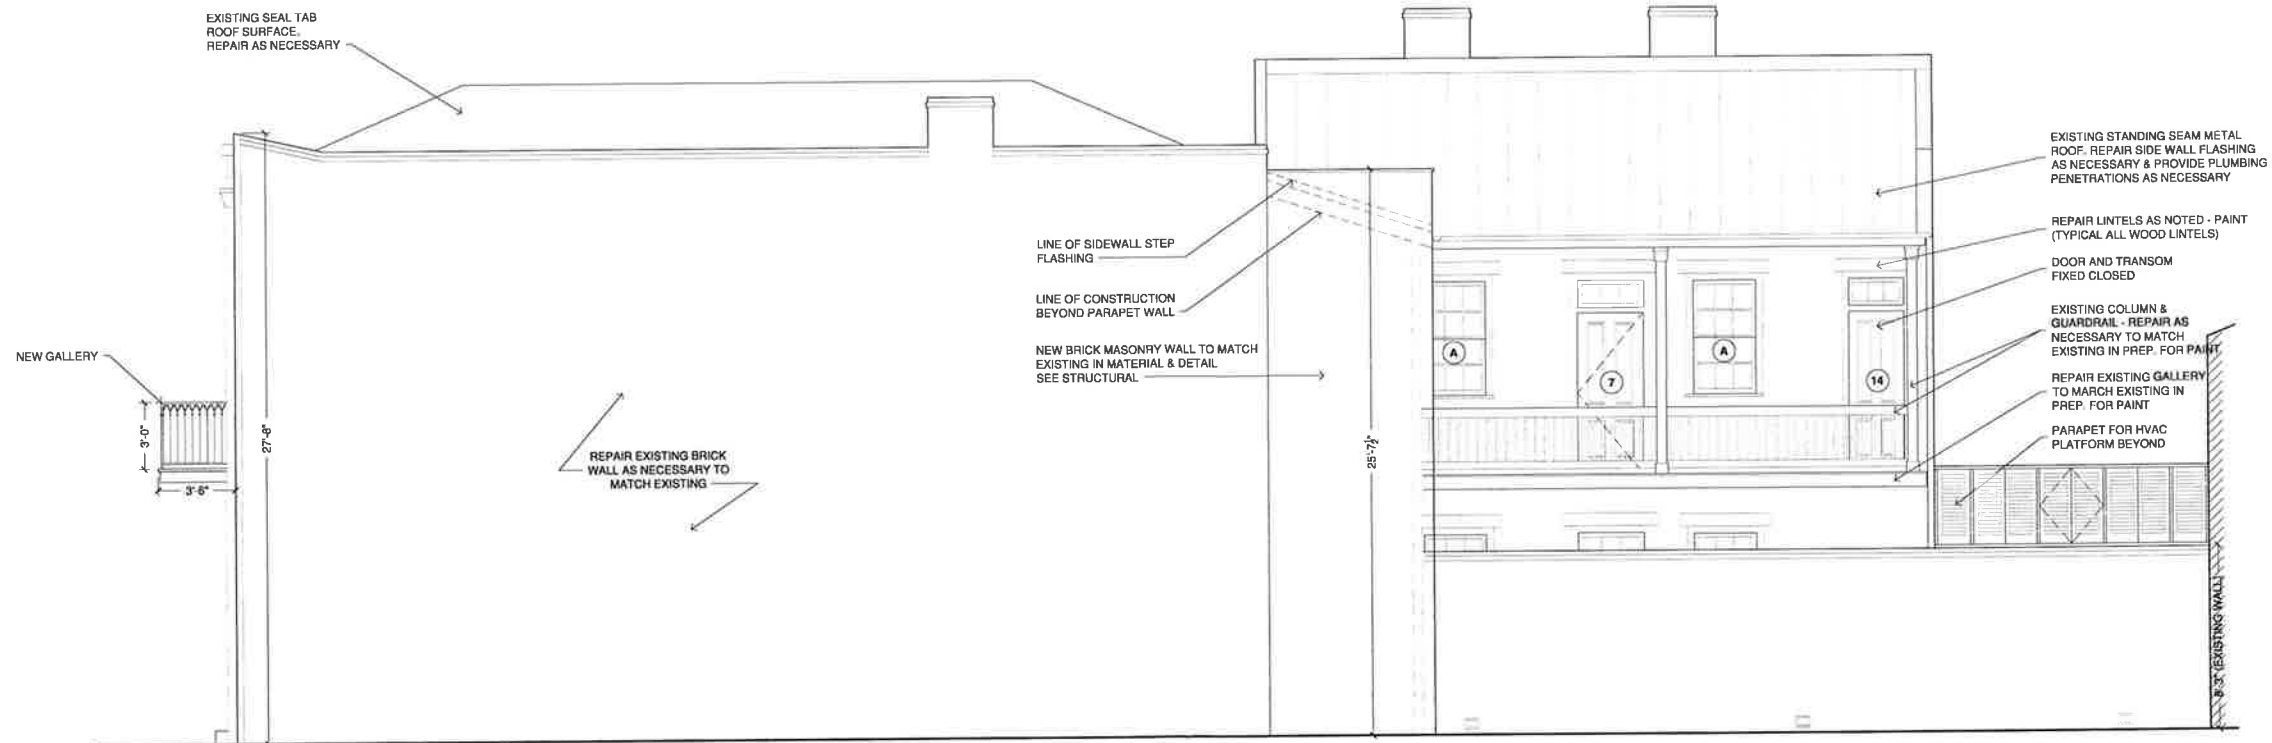 EXISTING SEAL TAB
ROOF SURFACE.
REPAIR AS NECESSARY
NEW GALLERY
3'-0"
3'-6"
27'-8"
REPAIR EXISTING BRICK
WALL AS NECESSARY TO
MATCH EXISTING
LINE OF SIDEWALL STEP
FLASHING
LINE OF CONSTRUCTION
BEYOND PARAPET WALL
NEW BRICK MASONRY WALL TO MATCH
EXISTING IN MATERIAL & DETAIL
SEE STRUCTURAL
25'-7½"
A
7
A
14
EXISTING STANDING SEAM METAL
ROOF. REPAIR SIDE WALL FLASHING
AS NECESSARY & PROVIDE PLUMBING
PENETRATIONS AS NECESSARY
REPAIR LINTELS AS NOTED - PAINT
(TYPICAL ALL WOOD LINTELS)
DOOR AND TRANSOM
FIXED CLOSED
EXISTING COLUMN &
GUARDRAIL - REPAIR AS
NECESSARY TO MATCH
EXISTING IN PREP. FOR PAINT
REPAIR EXISTING GALLERY
TO MARCH EXISTING IN
PREP. FOR PAINT
PARAPET FOR HVAC
PLATFORM BEYOND
8'-3" (EXISTING WALL)